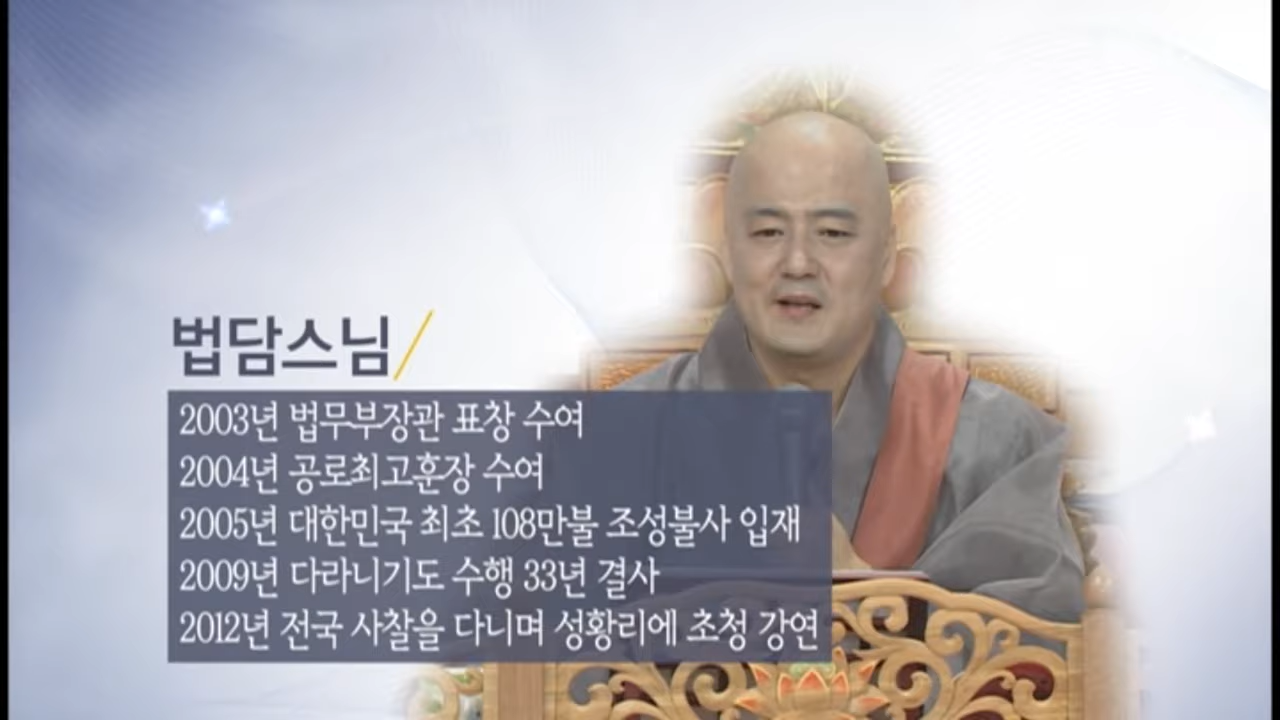 법담스님
2003년 법무부장관 표창 수여
2004년 공로최고훈장 수여
2005년 대한민국 최초 108만불 조성불사 입재
2009년 다라니기도 수행 33년 결사
2012년 전국 사찰을 다니며 성황리에 초청 강연